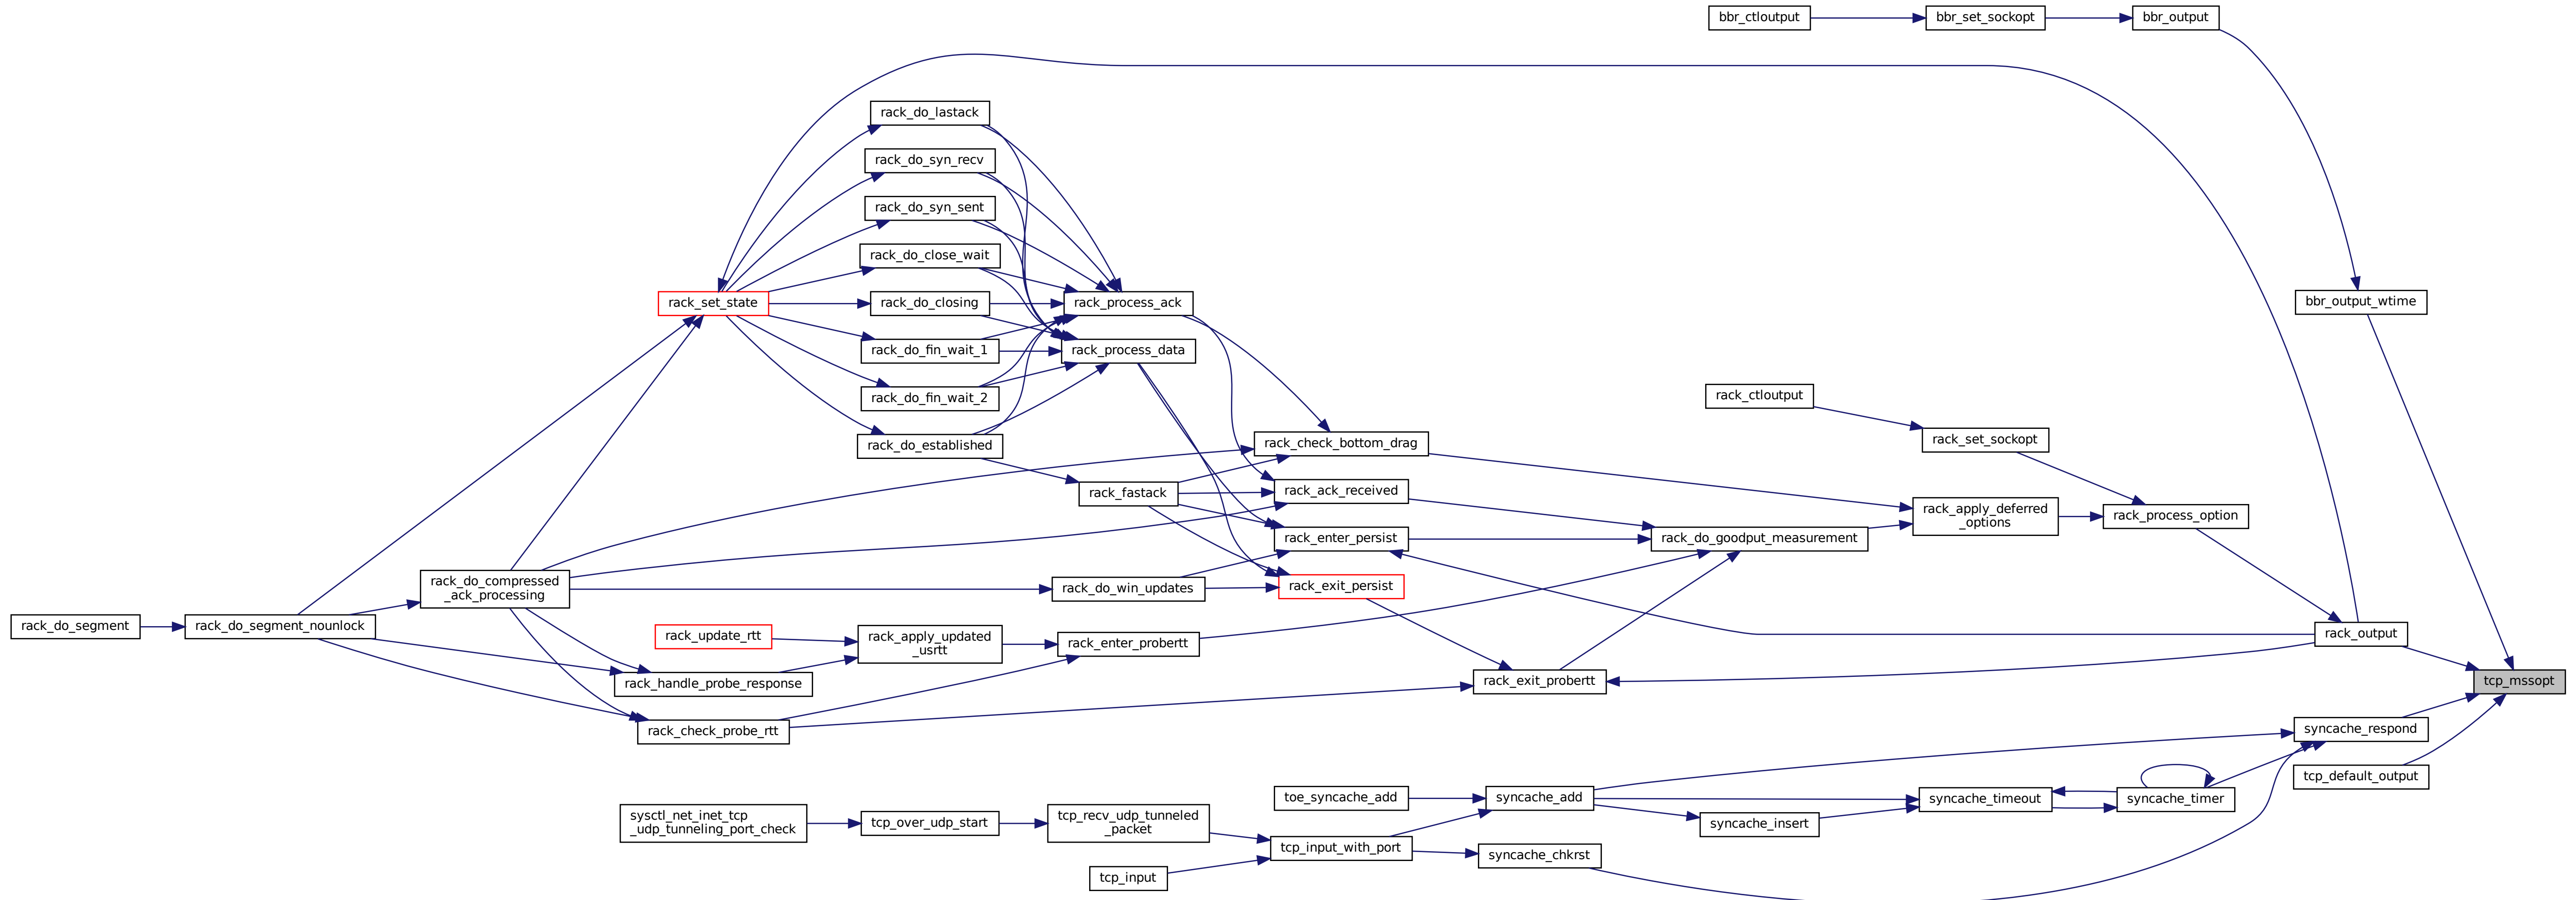 bbr_ctloutput
bbr_set_sockopt
bbr_output
rack_do_lastack
rack_do_syn_recv
rack_do_syn_sent
rack_do_close_wait
rack_set_state
rack_do_closing
rack_process_ack
bbr_output_wtime
rack_do_fin_wait_1
rack_process_data
rack_do_fin_wait_2
rack_ctloutput
rack_do_established
rack_check_bottom_drag
rack_set_sockopt
rack_fastack
rack_ack_received
rack_apply_deferred
_options
rack_process_option
rack_enter_persist
rack_do_goodput_measurement
rack_do_compressed
_ack_processing
rack_do_win_updates
rack_exit_persist
rack_do_segment
rack_do_segment_nounlock
rack_update_rtt
rack_apply_updated
_usrtt
rack_enter_probertt
rack_output
rack_handle_probe_response
rack_exit_probertt
tcp_mssopt
rack_check_probe_rtt
syncache_respond
tcp_default_output
toe_syncache_add
syncache_add
syncache_timeout
syncache_timer
sysctl_net_inet_tcp
_udp_tunneling_port_check
tcp_over_udp_start
tcp_recv_udp_tunneled
_packet
syncache_insert
tcp_input_with_port
syncache_chkrst
tcp_input